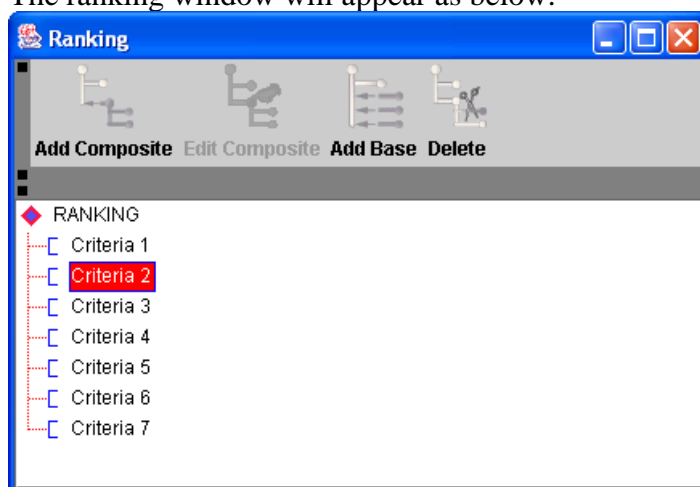 The ranking window will appear as below:
Ranking
Add Composite Edit Composite Add Base Delete
RANKING
Criteria 1
Criteria 2
Criteria 3
Criteria 4
Criteria 5
Criteria 6
Criteria 7